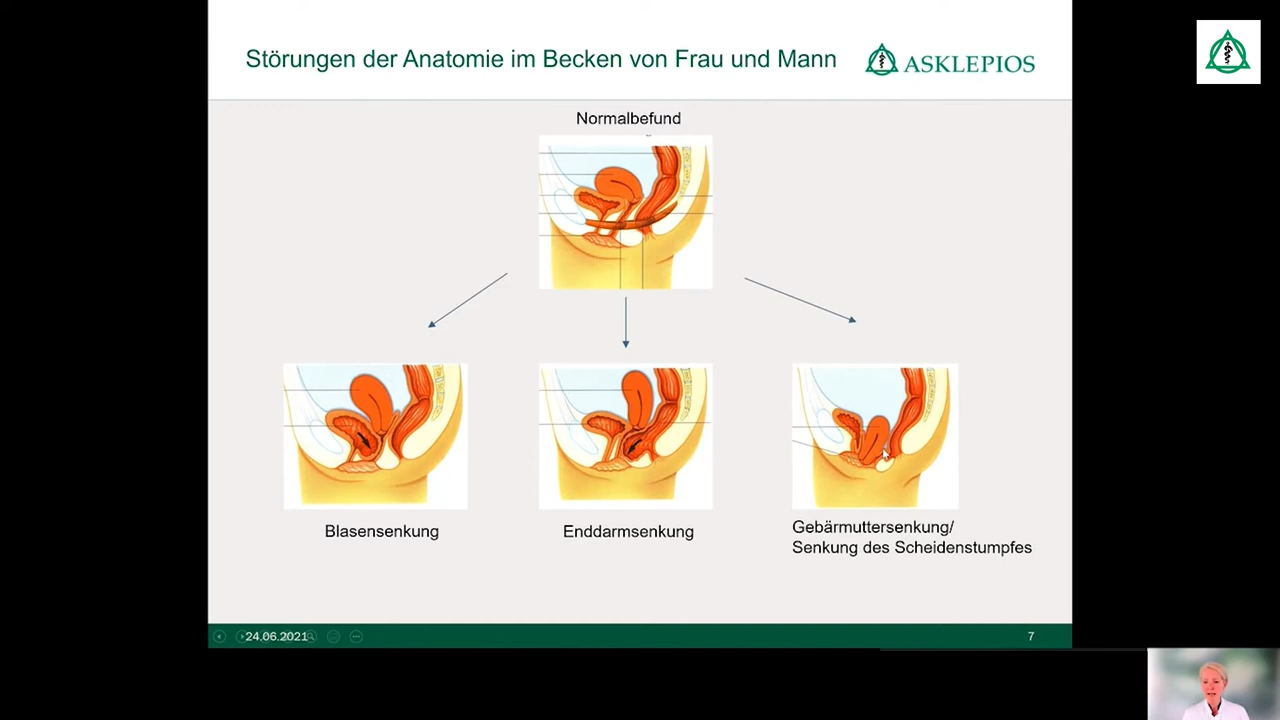 Störungen der Anatomie im Becken von Frau und Mann
ASKLEPIOS
Normalbefund
Blasensenkung
Enddarmsenkung
Gebärmuttersenkung/
Senkung des Scheidenstumpfes
24.06.2021
7